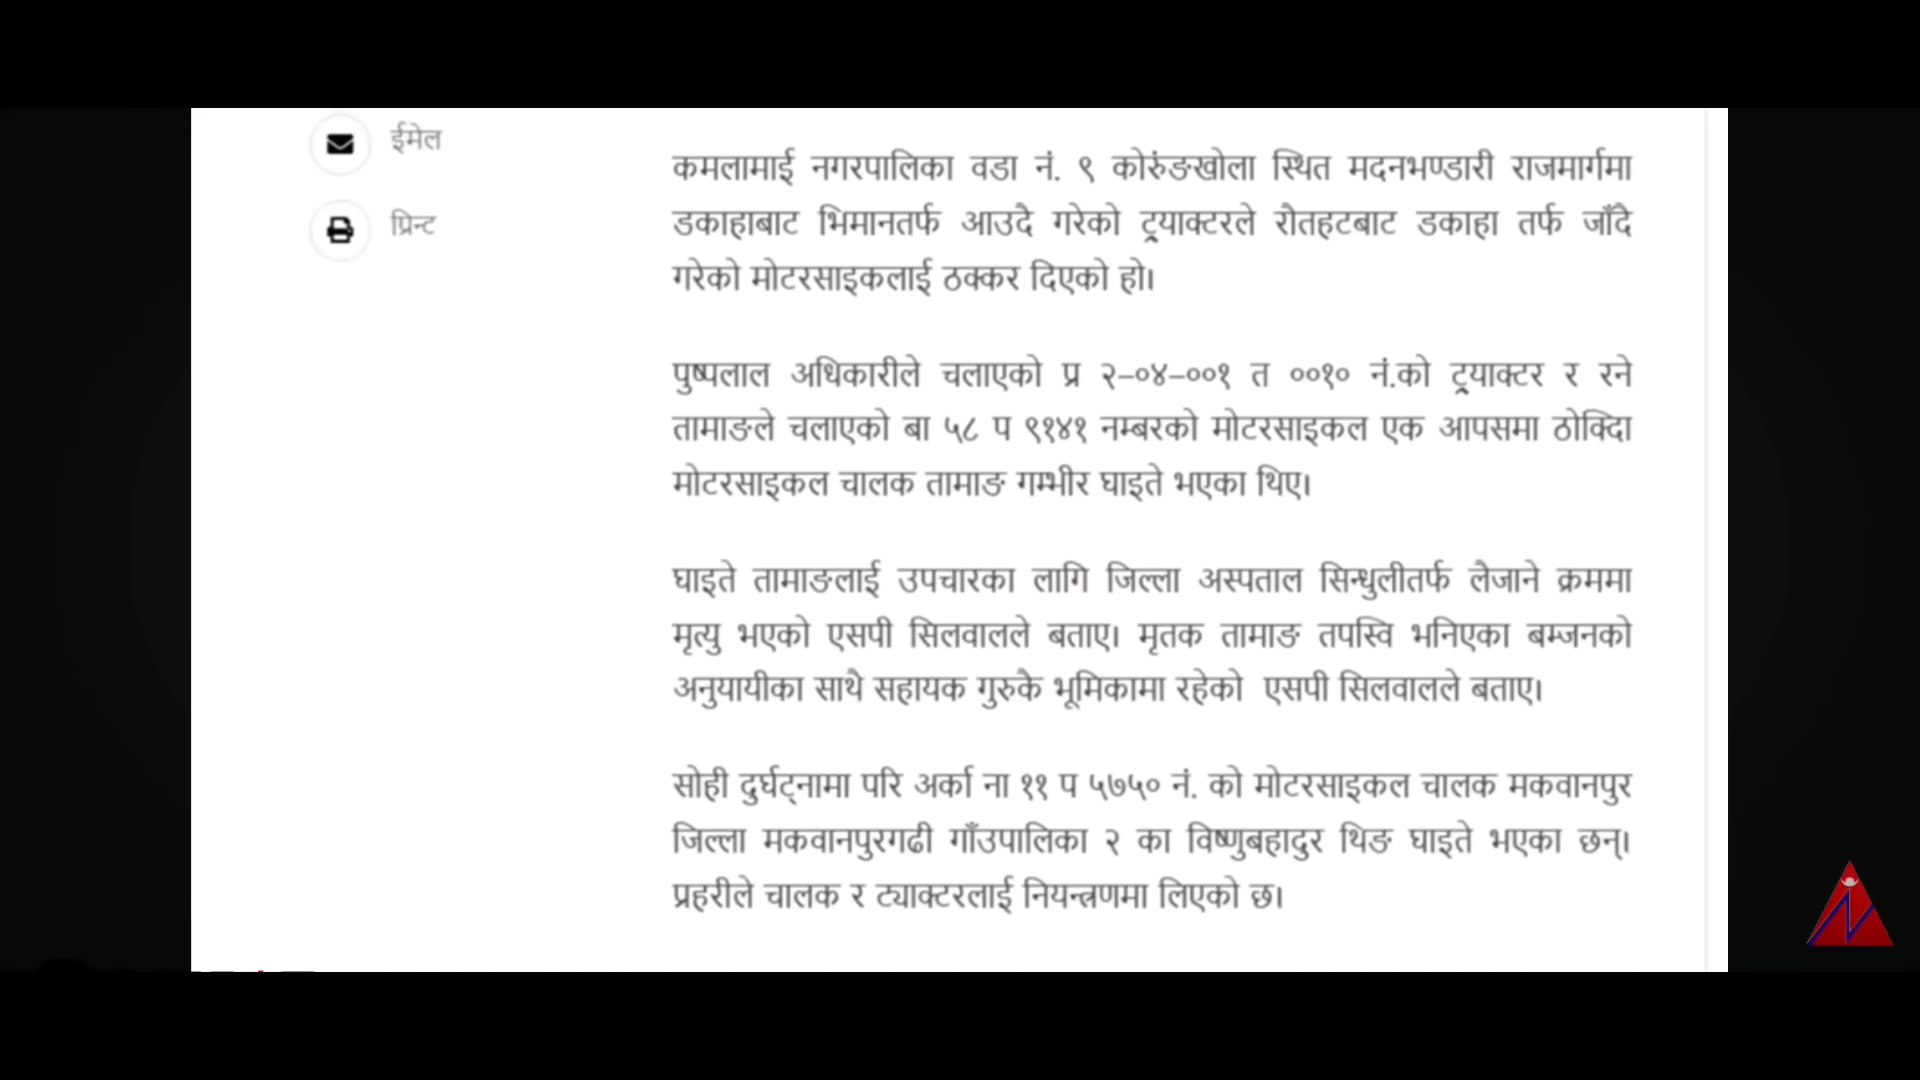 ईमेल
प्रिन्ट
कमलामाई नगरपालिका वडा नं. ९ कोरुंङखोला स्थित मदनभण्डारी राजमार्गमा
डकाहाबाट भिमानतर्फ आउदै गरेको ट्र्याक्टरले रौतहटबाट डकाहा तर्फ जाँदै
गरेको मोटरसाइकलाई ठक्कर दिएको हो।
पुष्पलाल अधिकारीले चलाएको प्र २–०४–००१ त ००१० नं.को ट्र्याक्टर र रने
तामाङले चलाएको बा ५८ प ९१४१ नम्बरको मोटरसाइकल एक आपसमा ठोक्दिा
मोटरसाइकल चालक तामाङ गम्भीर घाइते भएका थिए।
घाइते तामाङलाई उपचारका लागि जिल्ला अस्पताल सिन्धुलीतर्फ लैजाने क्रममा
मृत्यु भएको एसपी सिलवालले बताए। मृतक तामाङ तपस्वि भनिएका बम्जनको
अनुयायीका साथै सहायक गुरुकै भूमिकामा रहेको एसपी सिलवालले बताए।
सोही दुर्घट्नामा परि अर्का ना ११ प ५७५० नं. को मोटरसाइकल चालक मकवानपुर
जिल्ला मकवानपुरगढी गाँउपालिका २ का विष्णुबहादुर थिङ घाइते भएका छन्।
प्रहरीले चालक र ट्याक्टरलाई नियन्त्रणमा लिएको छ।